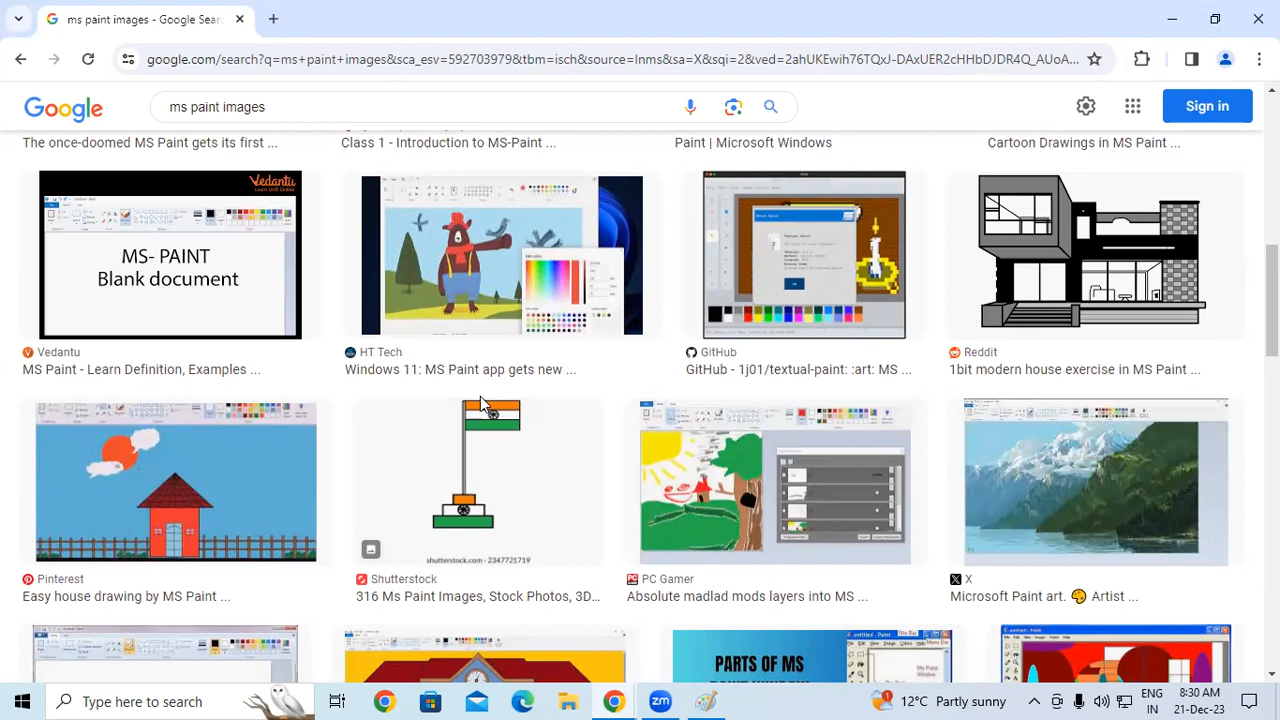 ms paint images - Google Sear
google.com/search?q=ms+paint+images&sca_esv=592703979&tbm=isch&source=lnms&sa=X&sqi=2&ved=2ahUKEwih76TQxJ-DAxUER2cHHbDJDR4Q_AUoA...
Google
ms paint images
Sign in
The once-doomed MS Paint gets its first ...
Class 1 - Introduction to MS-Paint ...
Paint | Microsoft Windows
Cartoon Drawings in MS Paint ...
Vedantu
MS- PAINT
Blank document
Vedantu
HT Tech
GitHub
Reddit
MS Paint - Learn Definition, Examples ...
Windows 11: MS Paint app gets new ...
GitHub - 1j01/textual-paint: :art: MS ...
1bit modern house exercise in MS Paint ...
shutterstock.com - 2347721719
Pinterest
Shutterstock
PC Gamer
X
Easy house drawing by MS Paint ...
316 Ms Paint Images, Stock Photos, 3D...
Absolute madlad mods layers into MS ...
Microsoft Paint art. Artist ...
PARTS OF MS
Type here to search
zm
12°C Partly sunny
ENG
IN
8:30 AM
21-Dec-23